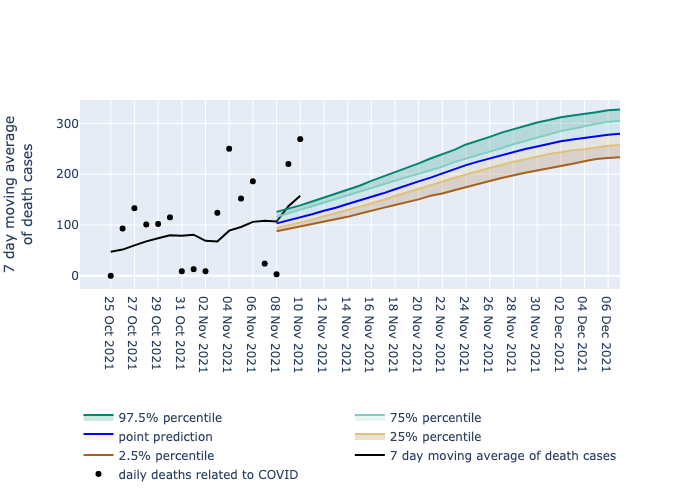 7 day moving average
of death cases
300
200
100
0
25 Oct 2021
27 Oct 2021
29 Oct 2021
31 Oct 2021
02 Nov 2021
04 Nov 2021
06 Nov 2021
08 Nov 2021
10 Nov 2021
12 Nov 2021
14 Nov 2021
16 Nov 2021
18 Nov 2021
20 Nov 2021
22 Nov 2021
24 Nov 2021
26 Nov 2021
28 Nov 2021
30 Nov 2021
02 Dec 2021
04 Dec 2021
06 Dec 2021
97.5% percentile
75% percentile
point prediction
25% percentile
2.5% percentile
7 day moving average of death cases
daily deaths related to COVID